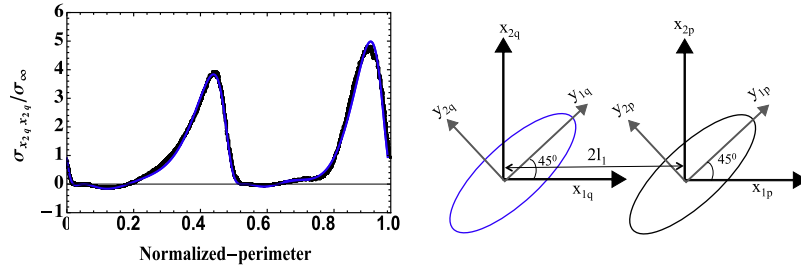 σx2q x2q/σ∞
6
5
4
3
2
1
0
−1
0 0.2 0.4 0.6 0.8 1.0
Normalized−perimeter
x2q x2p
y2q y1q y2p y1p
45⁰ 2l1 45⁰
x1q x1p